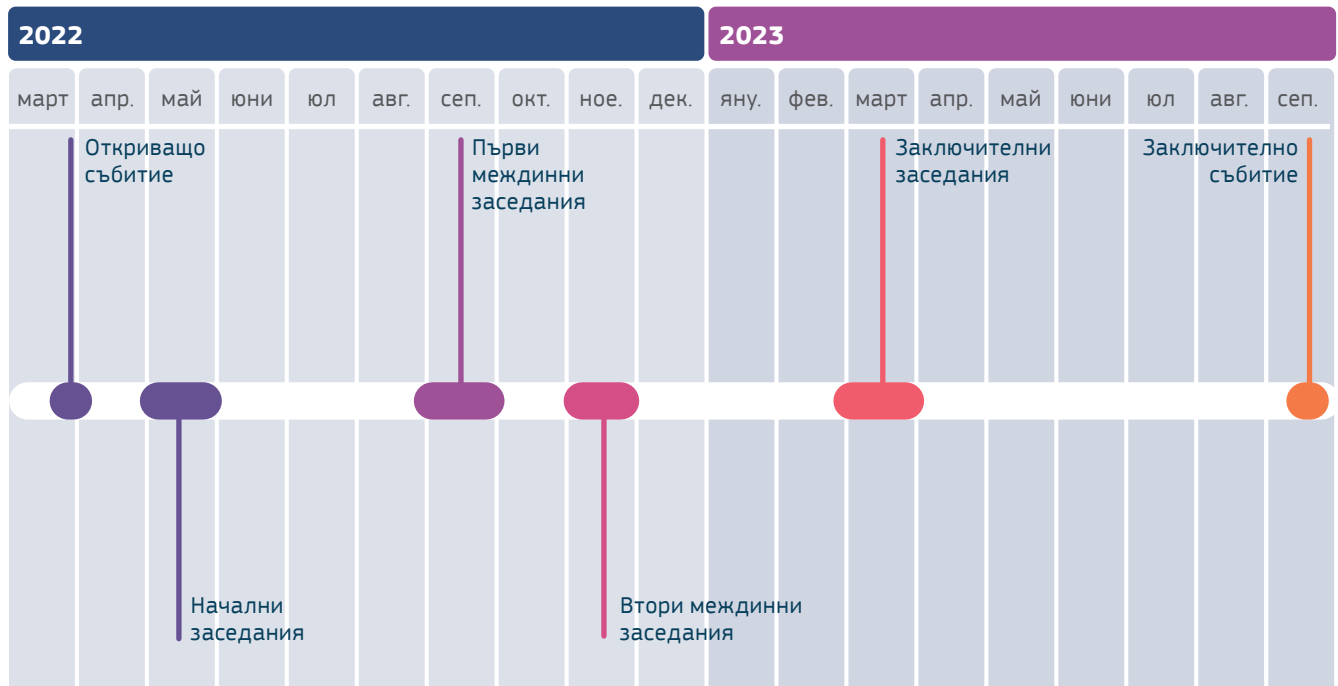 2022
2023
март апр. май юни юл авг. сеп. окт. ное. дек. яну. фев. март апр. май юни юл авг. сеп.
Откриващо
събитие
Първи
междинни
заседания
Заключителни
заседания
Заключително
събитие
Начални
заседания
Втори междинни
заседания